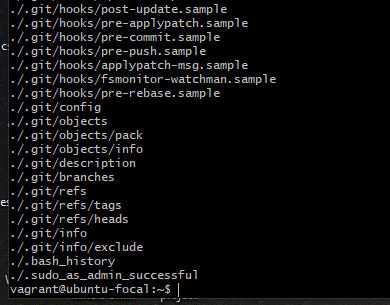 ./.git/hooks/post-update.sample
./.git/hooks/pre-applypatch.sample
./.git/hooks/pre-commit.sample
./.git/hooks/pre-push.sample
./.git/hooks/applypatch-msg.sample
./.git/hooks/fsmonitor-watchman.sample
./.git/hooks/pre-rebase.sample
./.git/config
./.git/objects
./.git/objects/pack
./.git/objects/info
./.git/description
./.git/branches
./.git/refs
./.git/refs/tags
./.git/refs/heads
./.git/info
./.git/info/exclude
./.bash_history
./.sudo_as_admin_successful
vagrant@ubuntu-focal:~$